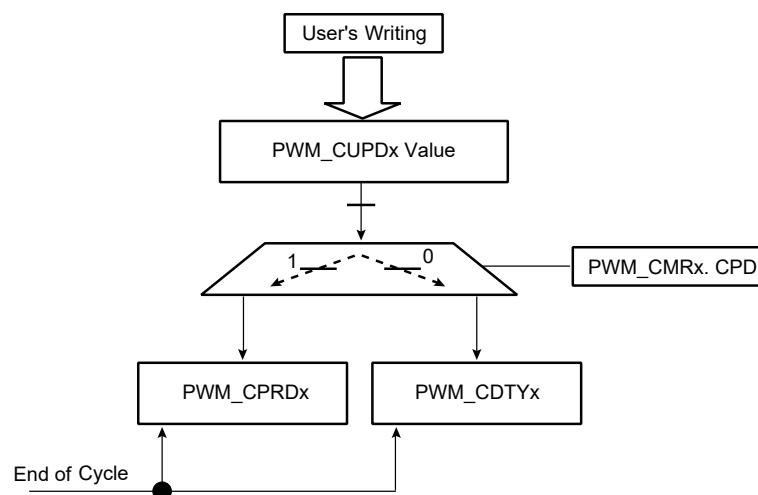 User's Writing
PWM_CUPDx Value
1
0
PWM_CMRx. CPD
PWM_CPRDx
PWM_CDTYx
End of Cycle